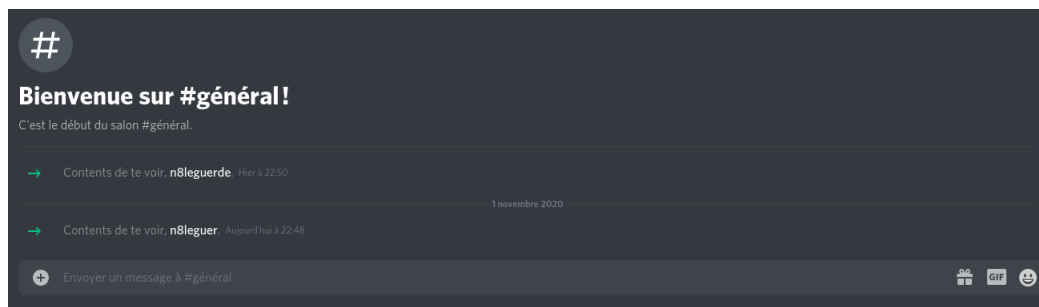 #
Bienvenue sur #général !
C'est le début du salon #général.
Contents de te voir, n8leguerde. Hier à 22:50
1 novembre 2020
Contents de te voir, n8leguer. Aujourd'hui à 22:48
Envoyer un message à #général
GIF